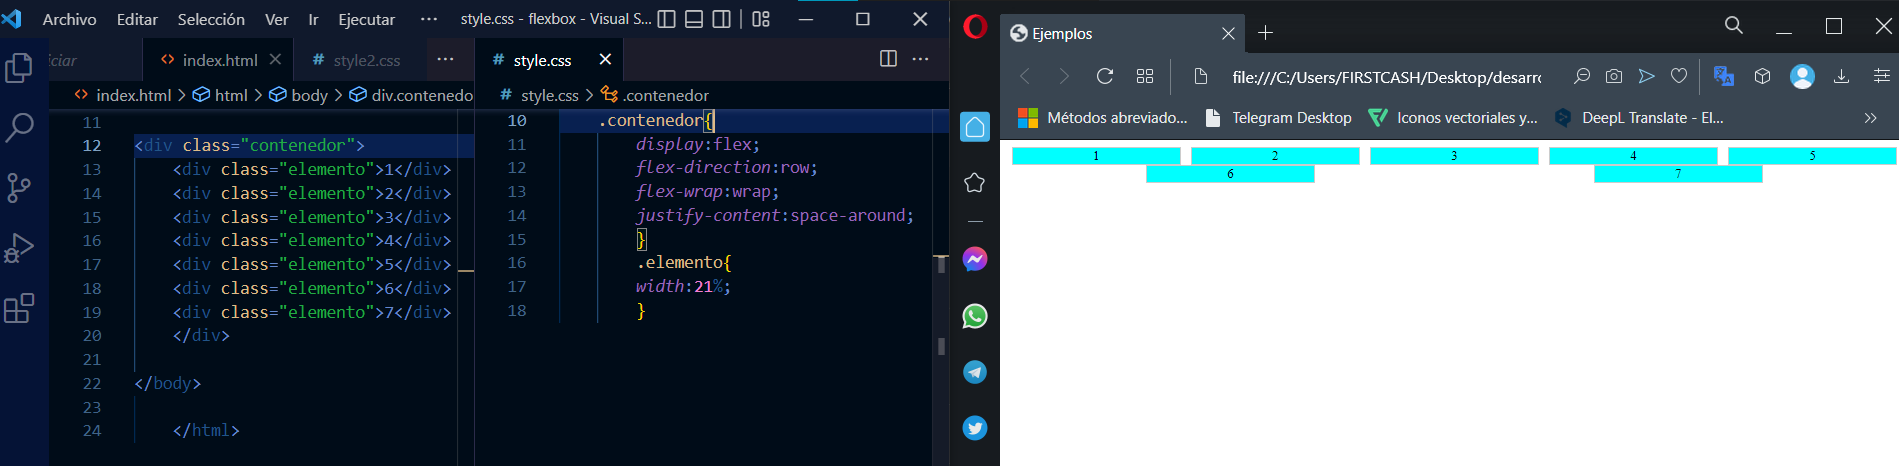 Archivo Editar Selección Ver Ir Ejecutar ··· style.css - flexbox - Visual S...
ciar index.html style2.css ··· # style.css ···
<> index.html > html > body > div.contenedo
# style.css > .contenedor
11
12 <div class="contenedor">
13 <div class="elemento">1</div>
14 <div class="elemento">2</div>
15 <div class="elemento">3</div>
16 <div class="elemento">4</div>
17 <div class="elemento">5</div>
18 <div class="elemento">6</div>
19 <div class="elemento">7</div>
20 </div>
21
22 </body>
23
24 </html>
10 .contenedor{
11 display:flex;
12 flex-direction:row;
13 flex-wrap:wrap;
14 justify-content:space-around;
15 }
16 .elemento{
17 width:21%;
18 }
Ejemplos
file:///C:/Users/FIRSTCASH/Desktop/desarro
Métodos abreviado... Telegram Desktop Iconos vectoriales y... DeepL Translate - El... >>
1 2 3 4 5
6 7